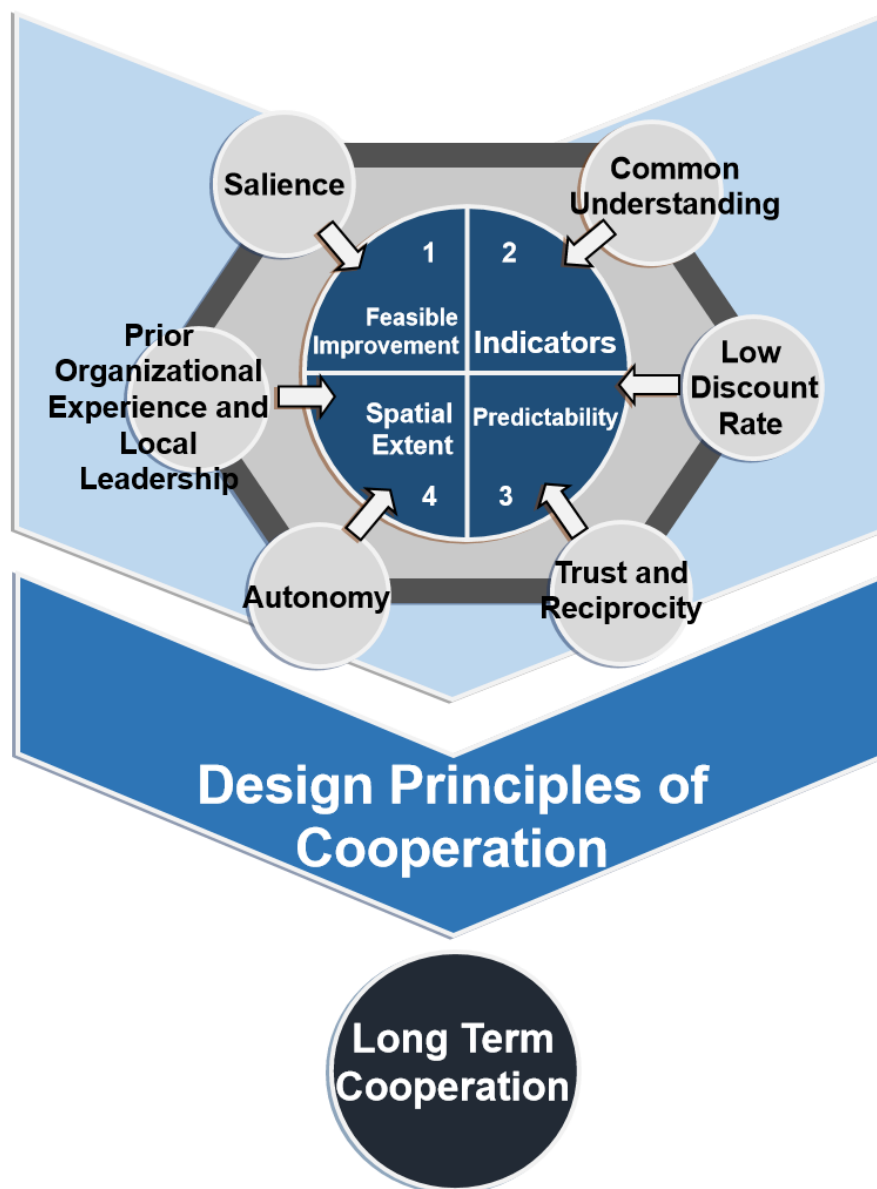 Salience
Common
Understanding
1
2
Feasible
Improvement
Indicators
Prior
Organizational
Experience and
Local
Leadership
Low
Discount
Rate
Spatial
Extent
Predictability
4
3
Autonomy
Trust and
Reciprocity
Design Principles of
Cooperation
Long Term
Cooperation